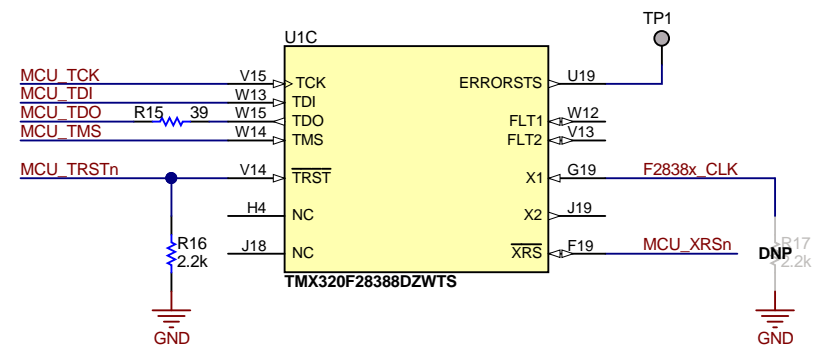 TP1
U1C
MCU_TCK V15 TCK ERRORSTS U19
MCU_TDI W13 TDI
MCU_TDO R15 39 W15 TDO FLT1 W12
MCU_TMS W14 TMS FLT2 V13
MCU_TRSTn V14 TRST X1 G19 F2838x_CLK
H4 NC X2 J19
R16 J18 NC XRS F19 MCU_XRSn DNP R17
2.2k 2.2k
TMX320F28388DZWTS
GND GND